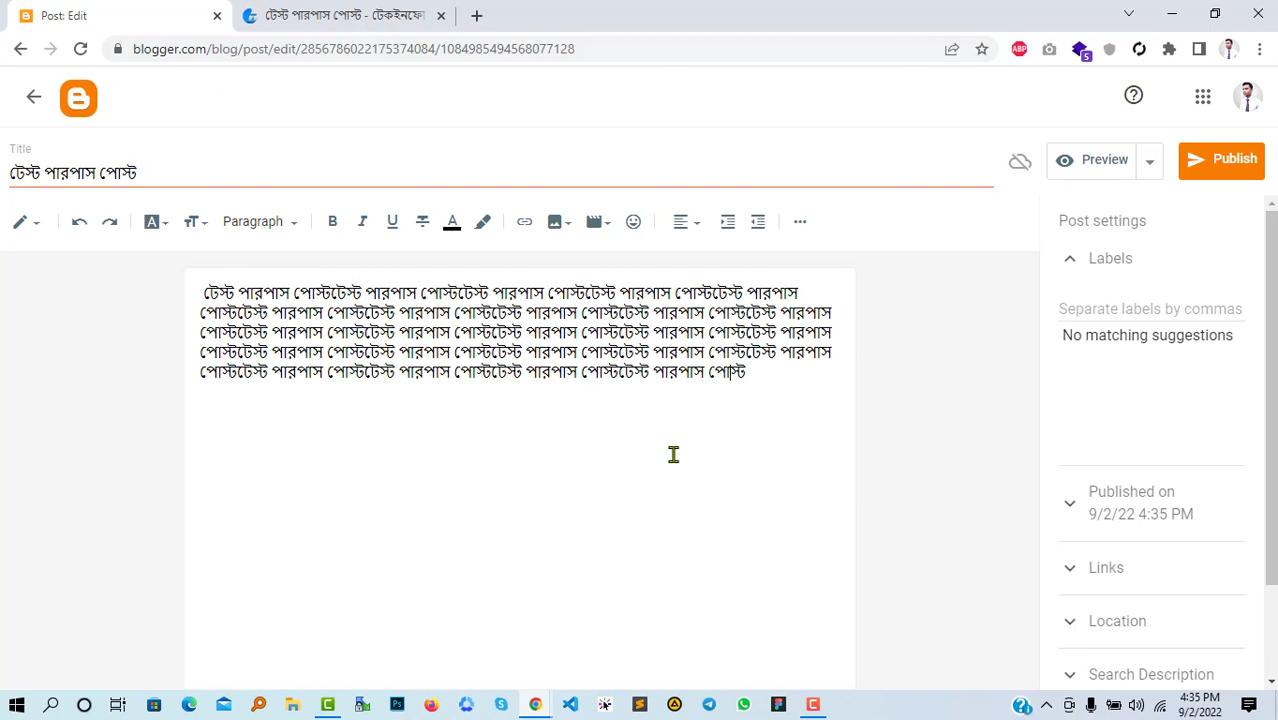 Post: Edit
টেস্ট পারপাস পোস্ট - টেকইনফো
blogger.com/blog/post/edit/2856786022175374084/1084985494503077128
ABP
5
Title
টেস্ট পারপাস পোস্ট
Preview
Publish
Paragraph
Post settings
Labels
Separate labels by commas
No matching suggestions
টেস্ট পারপাস পোস্টটেস্ট পারপাস পোস্টটেস্ট পারপাস পোস্টটেস্ট পারপাস পোস্টটেস্ট পারপাস
পোস্টটেস্ট পারপাস পোস্টটেস্ট পারপাস পোস্টটেস্ট পারপাস পোস্টটেস্ট পারপাস পোস্টটেস্ট পারপাস
পোস্টটেস্ট পারপাস পোস্টটেস্ট পারপাস পোস্টটেস্ট পারপাস পোস্টটেস্ট পারপাস পোস্টটেস্ট পারপাস
পোস্টটেস্ট পারপাস পোস্টটেস্ট পারপাস পোস্টটেস্ট পারপাস পোস্টটেস্ট পারপাস পোস্টটেস্ট পারপাস
পোস্টটেস্ট পারপাস পোস্টটেস্ট পারপাস পোস্টটেস্ট পারপাস পোস্টটেস্ট পারপাস পোস্ট
Published on
9/2/22 4:35 PM
Links
Location
Search Description
4:35 PM
9/2/2022